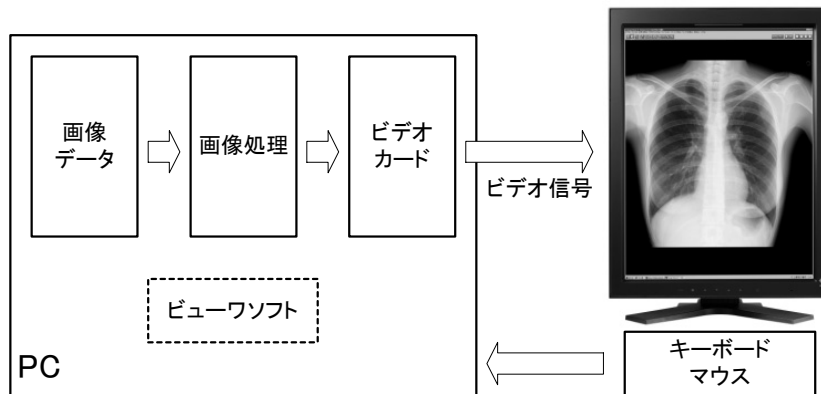 画像
データ
画像処理
ビデオ
カード
ビデオ信号
ビューワソフト
PC
キーボード
マウス